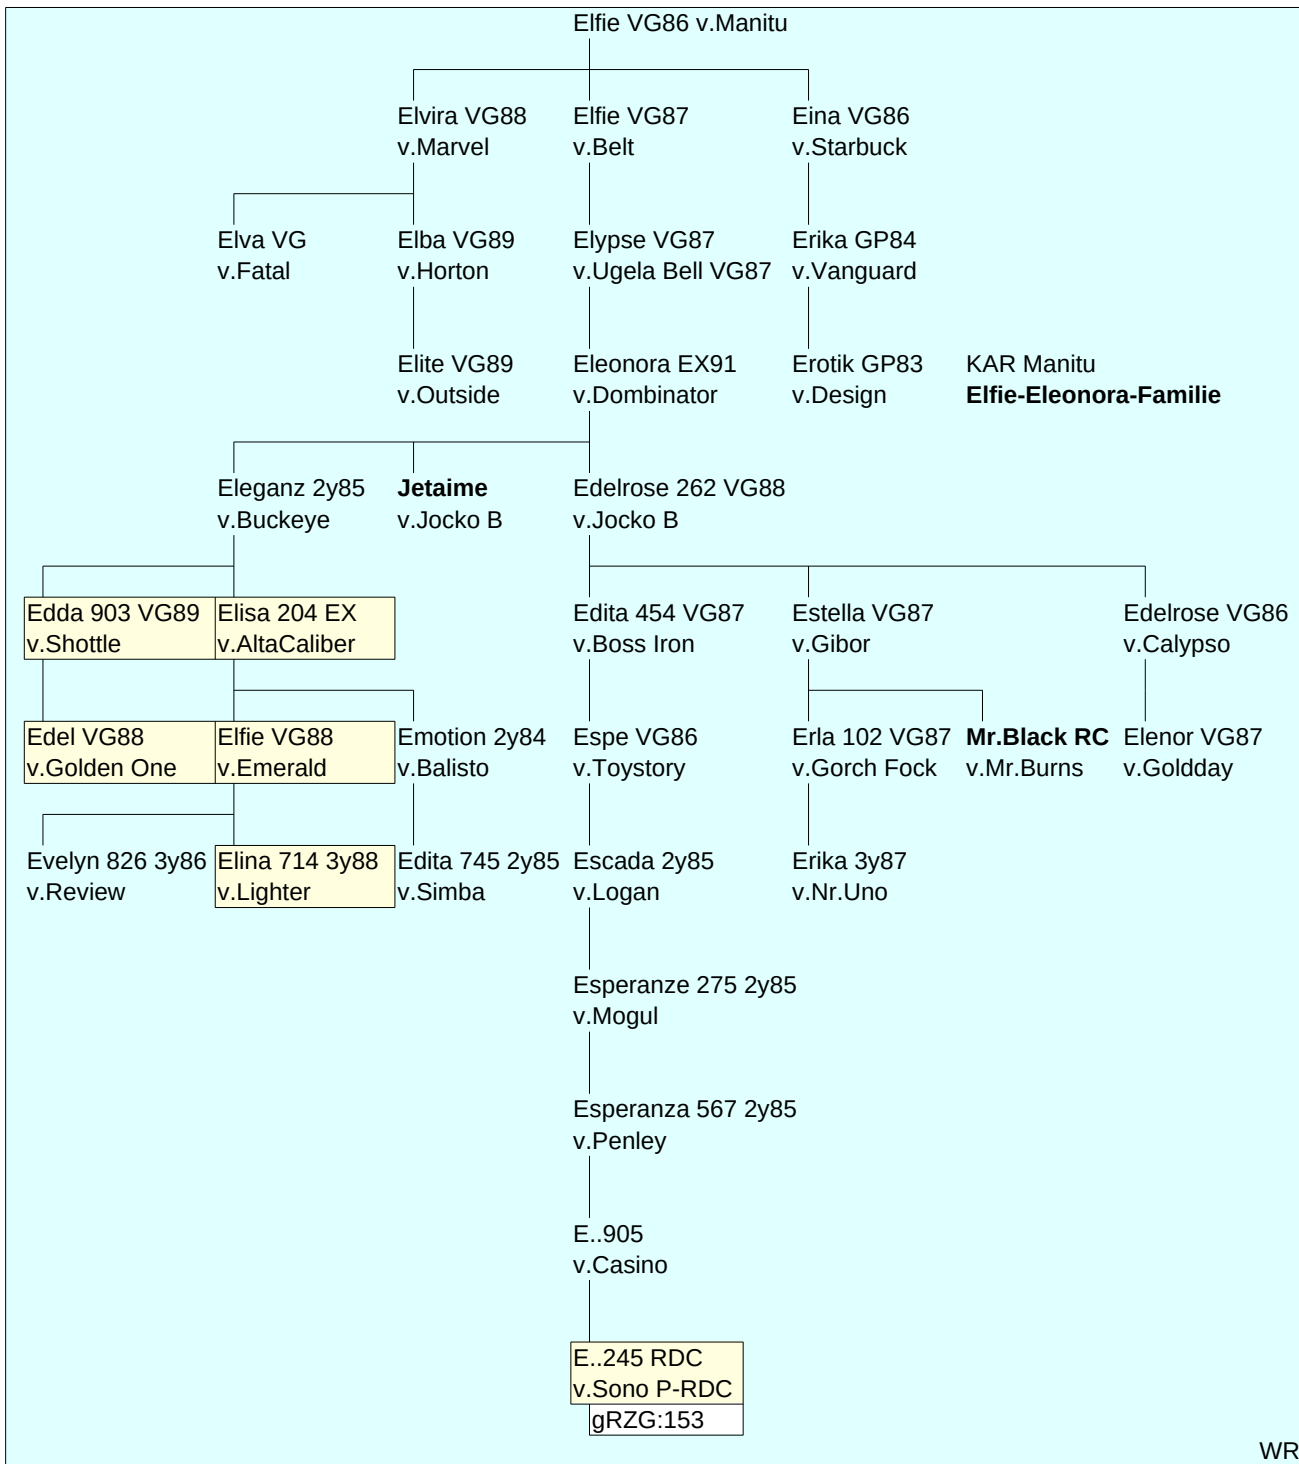 Elfie VG86 v.Manitu
Elvira VG88
v.Marvel
Elfie VG87
v.Belt
Eina VG86
v.Starbuck
Elva VG
v.Fatal
Elba VG89
v.Horton
Elypse VG87
v.Ugela Bell VG87
Erika GP84
v.Vanguard
Elite VG89
v.Outside
Eleonora EX91
v.Dombinator
Erotik GP83
v.Design
KAR Manitu
Elfie-Eleonora-Familie
Eleganz 2y85
v.Buckeye
Jetaime
v.Jocko B
Edelrose 262 VG88
v.Jocko B
Edda 903 VG89
v.Shottle
Elisa 204 EX
v.AltaCaliber
Edita 454 VG87
v.Boss Iron
Estella VG87
v.Gibor
Edelrose VG86
v.Calypso
Edel VG88
v.Golden One
Elfie VG88
v.Emerald
Emotion 2y84
v.Balisto
Espe VG86
v.Toystory
Erla 102 VG87
v.Gorch Fock
Mr.Black RC
v.Mr.Burns
Elenor VG87
v.Goldday
Evelyn 826 3y86
v.Review
Elina 714 3y88
v.Lighter
Edita 745 2y85
v.Simba
Escada 2y85
v.Logan
Erika 3y87
v.Nr.Uno
Esperanze 275 2y85
v.Mogul
Esperanza 567 2y85
v.Penley
E..905
v.Casino
E..245 RDC
v.Sono P-RDC
gRZG:153
WR